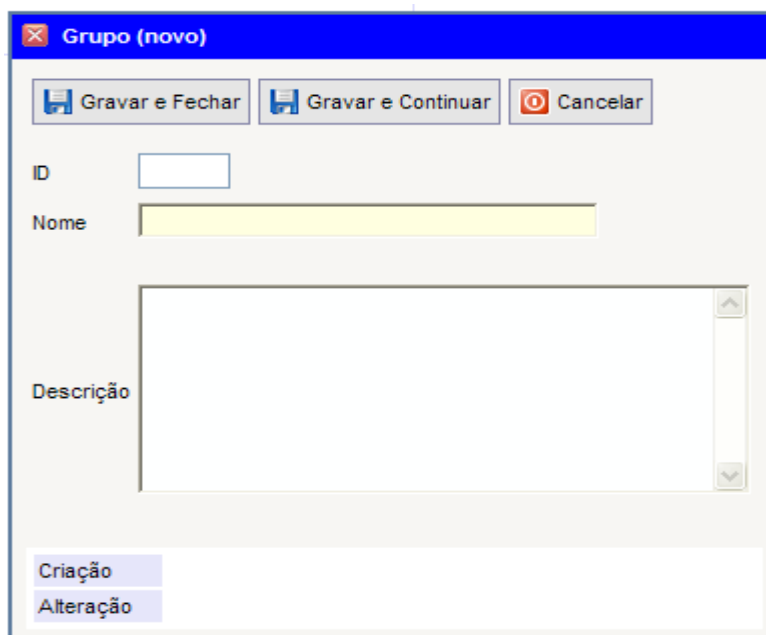 Grupo (novo)
Gravar e Fechar Gravar e Continuar Cancelar
ID
Nome
Descrição
Criação
Alteração